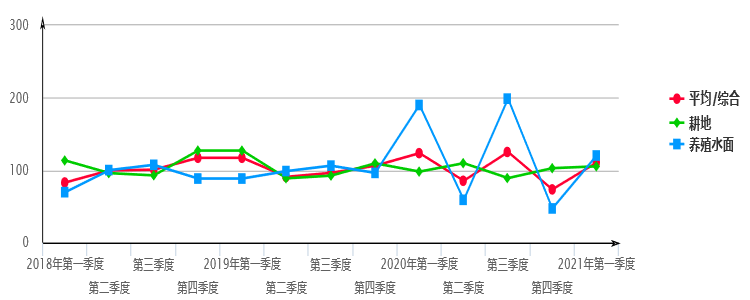 300
200
100
0
平均/综合
耕地
养殖水面
2018年第一季度
第二季度
第三季度
第四季度
2019年第一季度
第二季度
第三季度
第四季度
2020年第一季度
第二季度
第三季度
第四季度
2021年第一季度